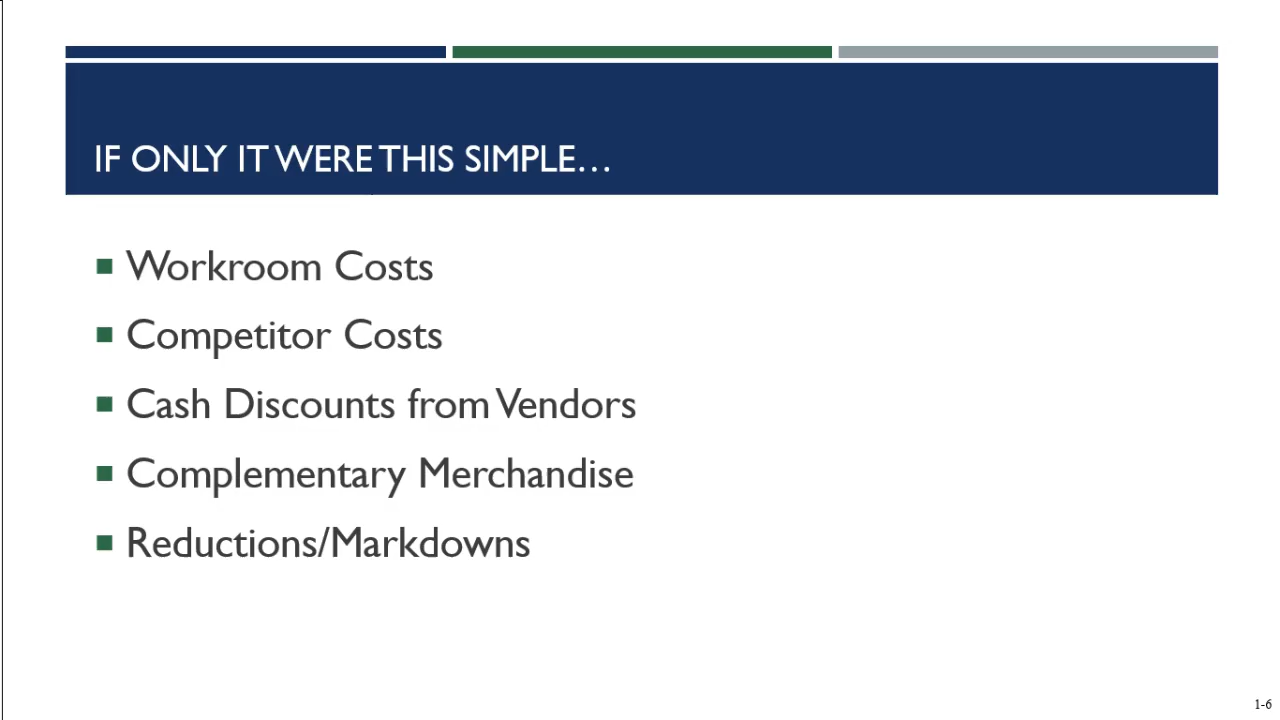 IF ONLY IT WERE THIS SIMPLE…
Workroom Costs
Competitor Costs
Cash Discounts from Vendors
Complementary Merchandise
Reductions/Markdowns
1-6